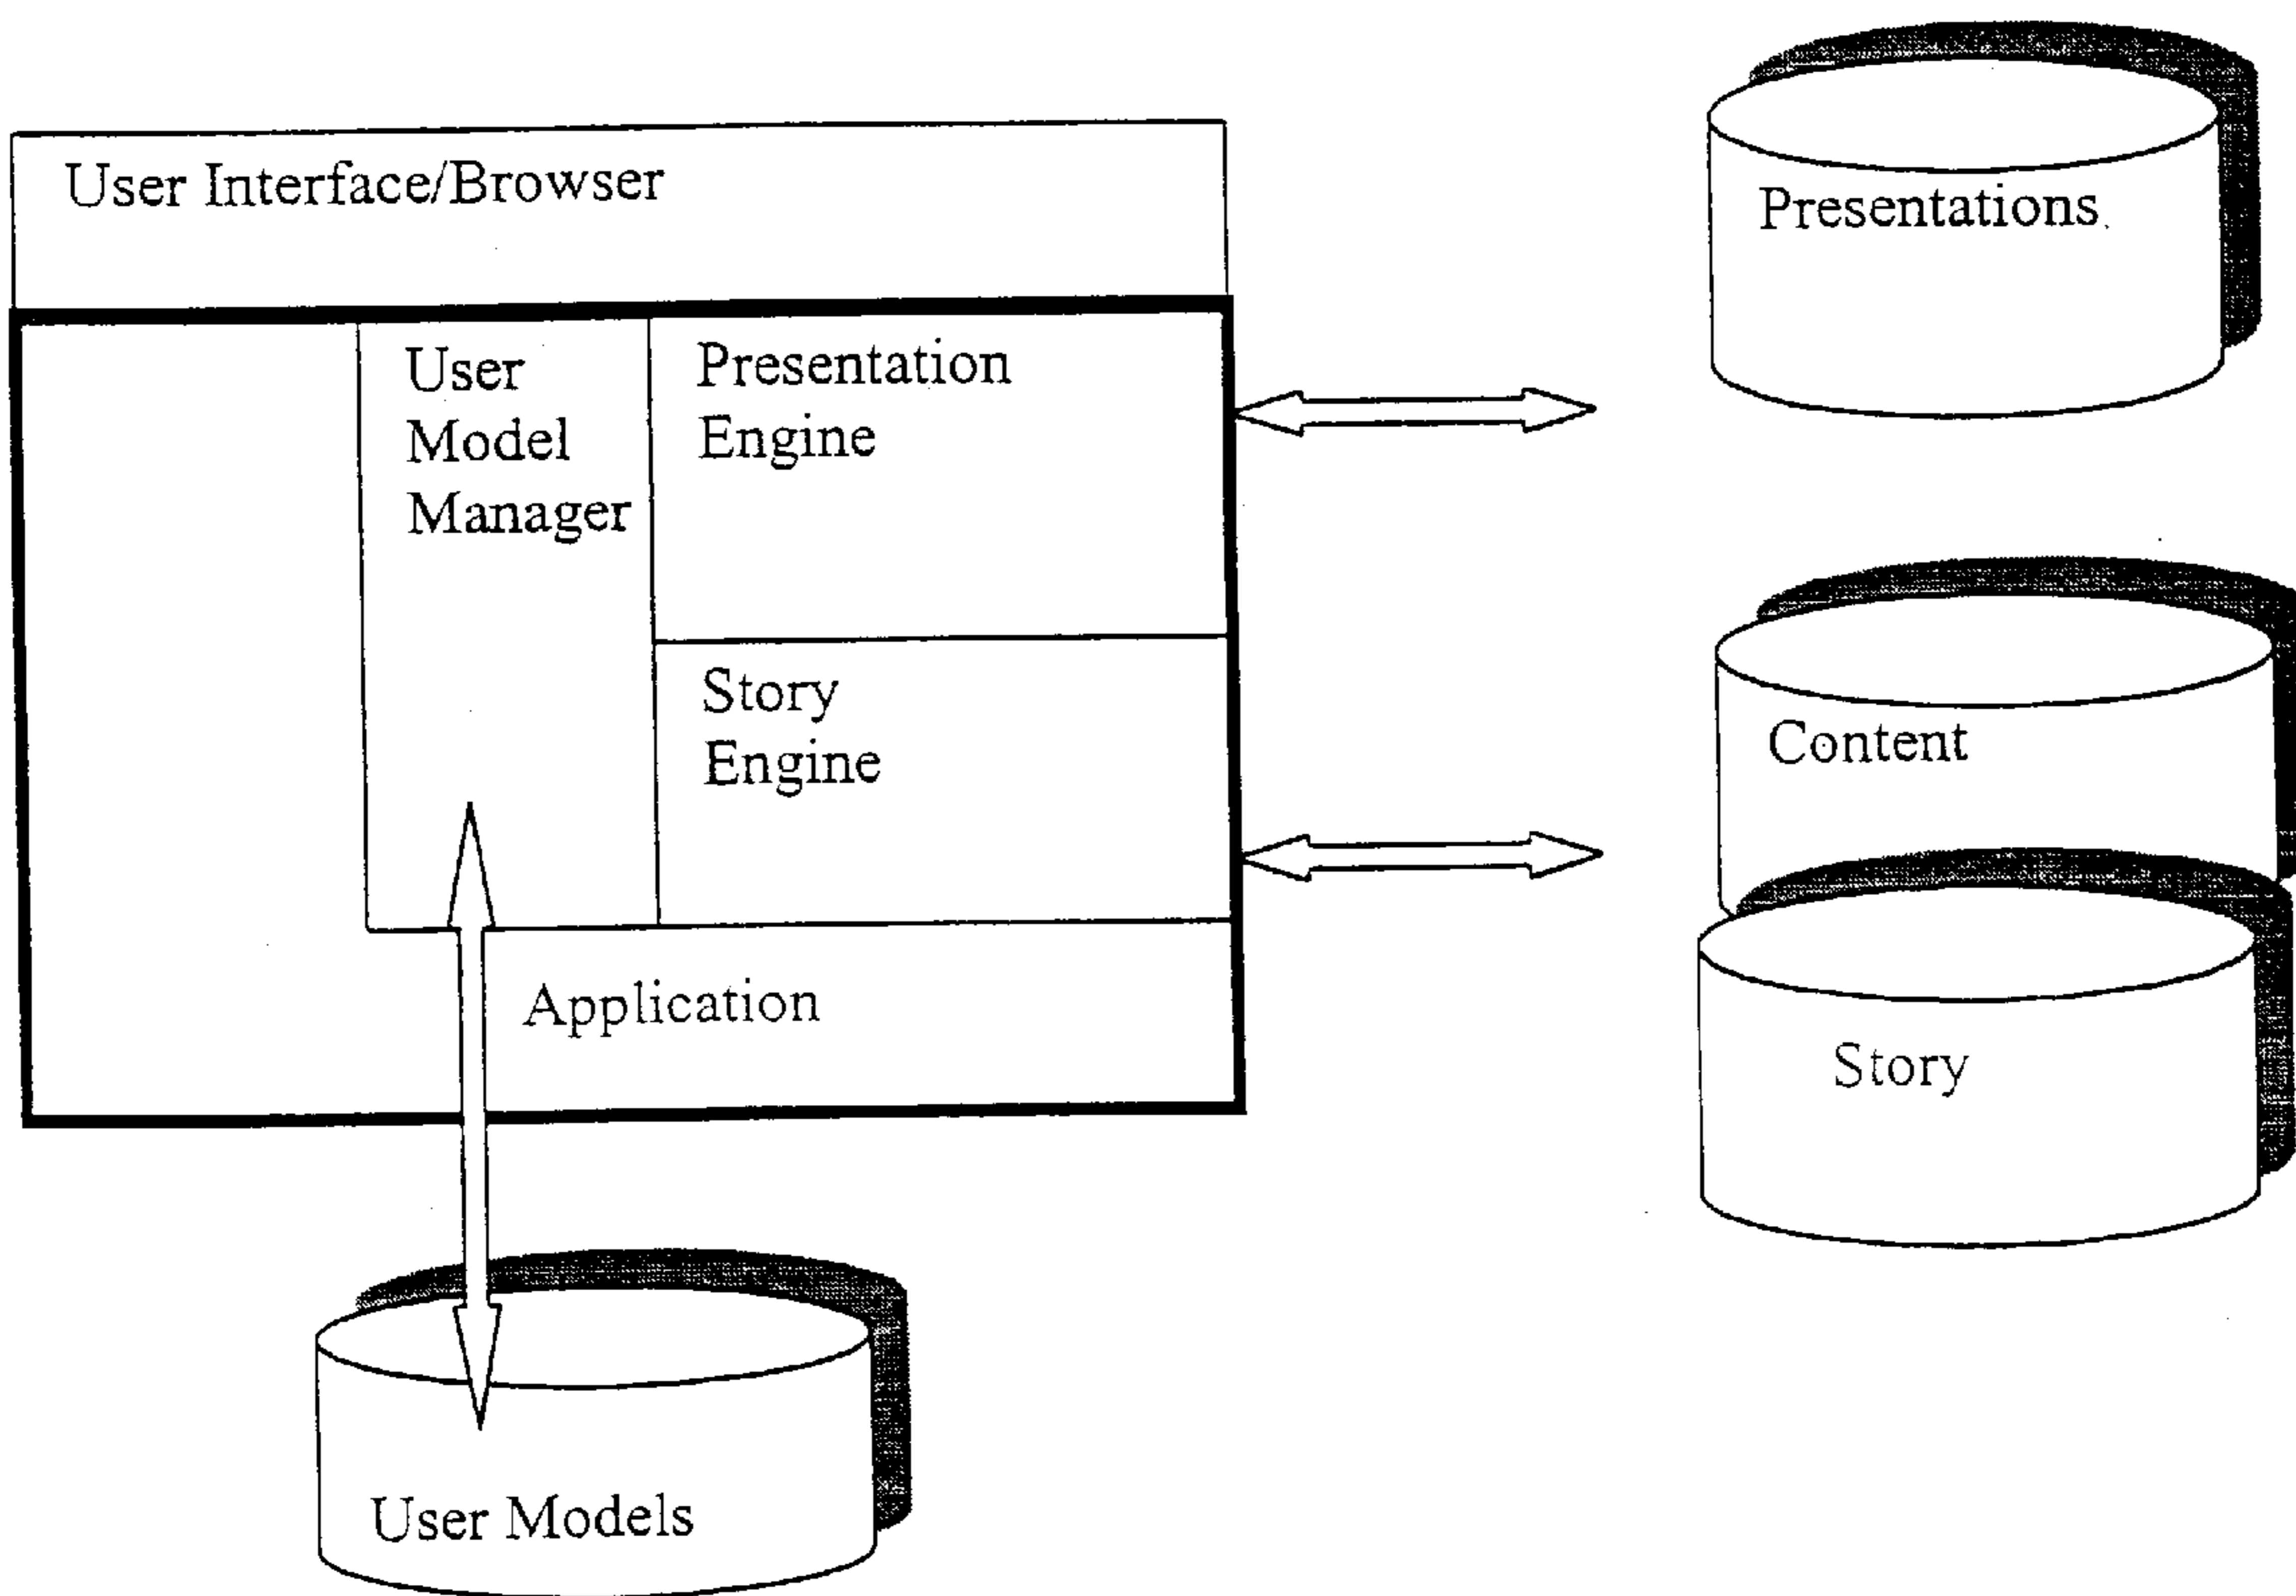 User Interface/Browser
User
Model
Manager
Presentation
Engine
Story
Engine
Application
User Models
Presentations
Content
Story